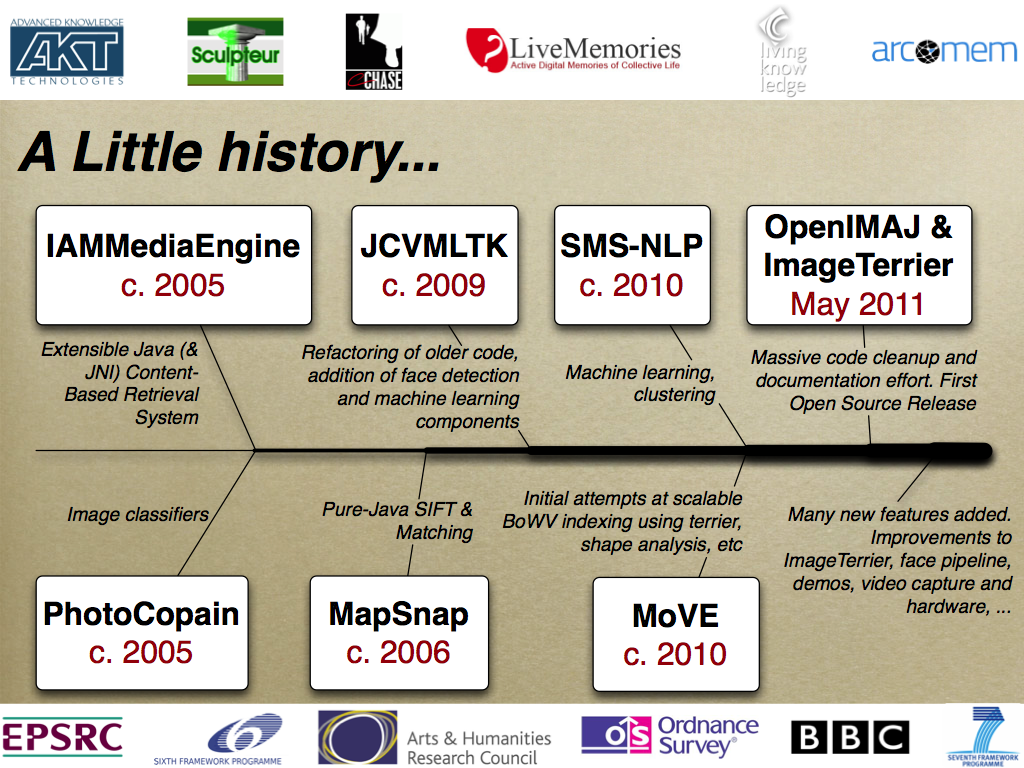 ADVANCED KNOWLEDGE
AKT
TECHNOLOGIES
Sculpteur
CHASE
LiveMemories
Active Digital Memories of Collective Life
living
know
ledge
arcomem
A Little history...
IAMMediaEngine
c. 2005
JCVMLTK
c. 2009
SMS-NLP
c. 2010
OpenIMAJ &
ImageTerrier
May 2011
Extensible Java (&
JNI) Content-
Based Retrieval
System
Refactoring of older code,
addition of face detection
and machine learning
components
Machine learning,
clustering
Massive code cleanup and
documentation effort. First
Open Source Release
Image classifiers
Pure-Java SIFT &
Matching
Initial attempts at scalable
BoWV indexing using terrier,
shape analysis, etc
Many new features added.
Improvements to
ImageTerrier, face pipeline,
demos, video capture and
hardware, ...
PhotoCopain
c. 2005
MapSnap
c. 2006
MoVE
c. 2010
EPSRC
SIXTH FRAMEWORK PROGRAMME
Arts & Humanities
Research Council
OS Ordnance
Survey®
BBC
SEVENTH FRAMEWORK
PROGRAMME